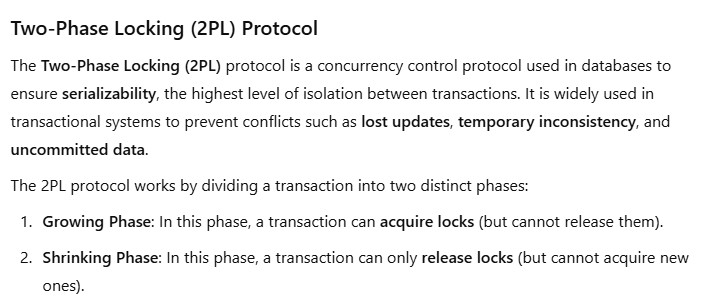 Two-Phase Locking (2PL) Protocol
The Two-Phase Locking (2PL) protocol is a concurrency control protocol used in databases to
ensure serializability, the highest level of isolation between transactions. It is widely used in
transactional systems to prevent conflicts such as lost updates, temporary inconsistency, and
uncommitted data.
The 2PL protocol works by dividing a transaction into two distinct phases:
1. Growing Phase: In this phase, a transaction can acquire locks (but cannot release them).
2. Shrinking Phase: In this phase, a transaction can only release locks (but cannot acquire new
ones).